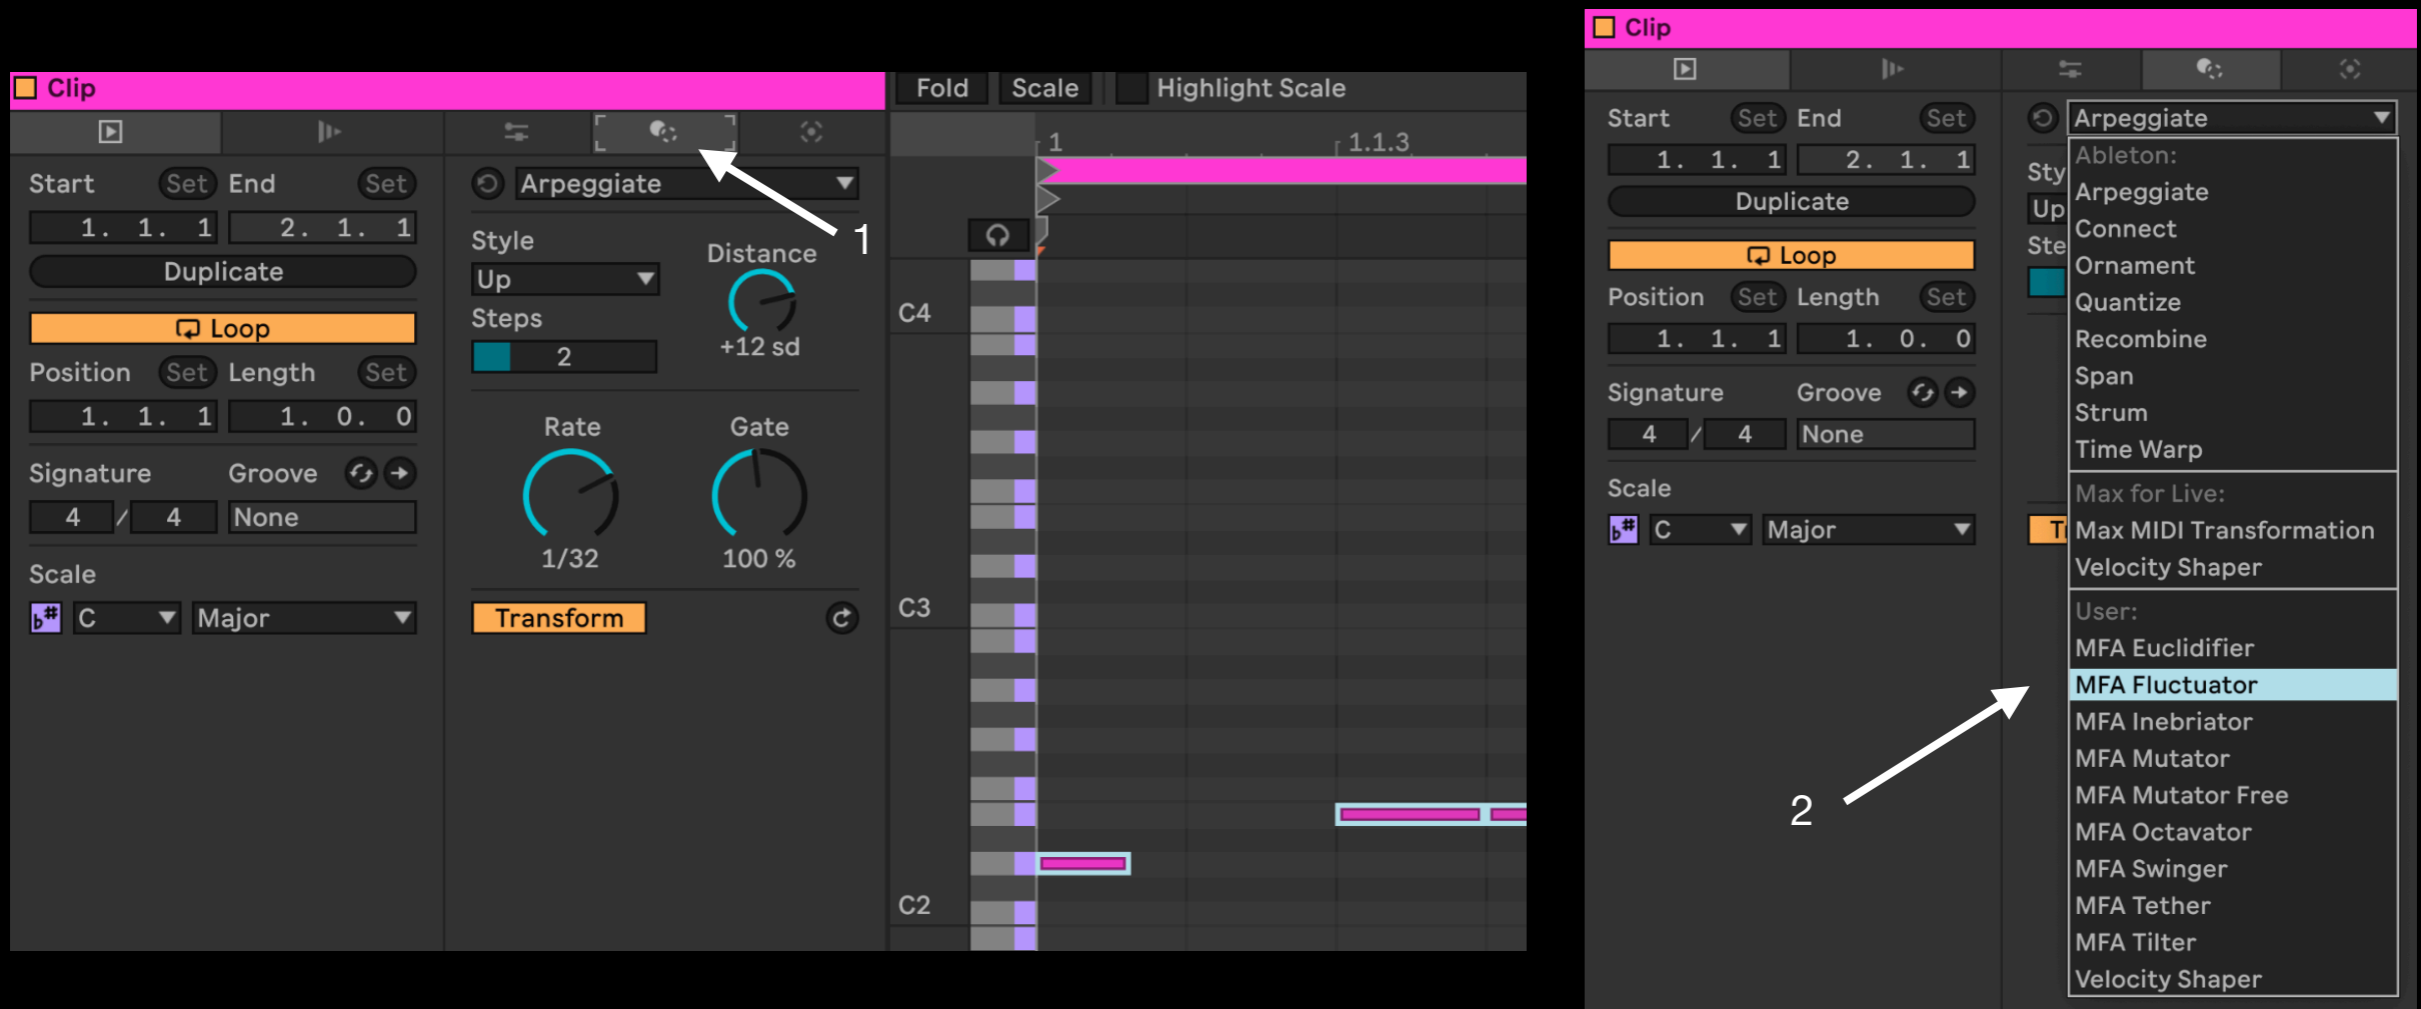 Clip
Start Set End Set
1. 1. 1 2. 1. 1
Duplicate
Loop
Position Set Length Set
1. 1. 1 1. 0. 0
Signature Groove
4 / 4 None
Scale
b# C Major
Arpeggiate
Style
Up
Distance
+12 sd
Steps
2
Rate Gate
1/32 100 %
Transform
1
Fold Scale Highlight Scale
1 1.1.3
C4
C3
C2
Clip
Start Set End Set
1. 1. 1 2. 1. 1
Duplicate
Loop
Position Set Length Set
1. 1. 1 1. 0. 0
Signature Groove
4 / 4 None
Scale
b# C Major
Arpeggiate
Sty
Up
Ste
T
Ableton:
Arpeggiate
Connect
Ornament
Quantize
Recombine
Span
Strum
Time Warp
Max for Live:
Max MIDI Transformation
Velocity Shaper
User:
MFA Euclidifier
MFA Fluctuator
MFA Inebriator
MFA Mutator
MFA Mutator Free
MFA Octavator
MFA Swinger
MFA Tether
MFA Tilter
Velocity Shaper
2